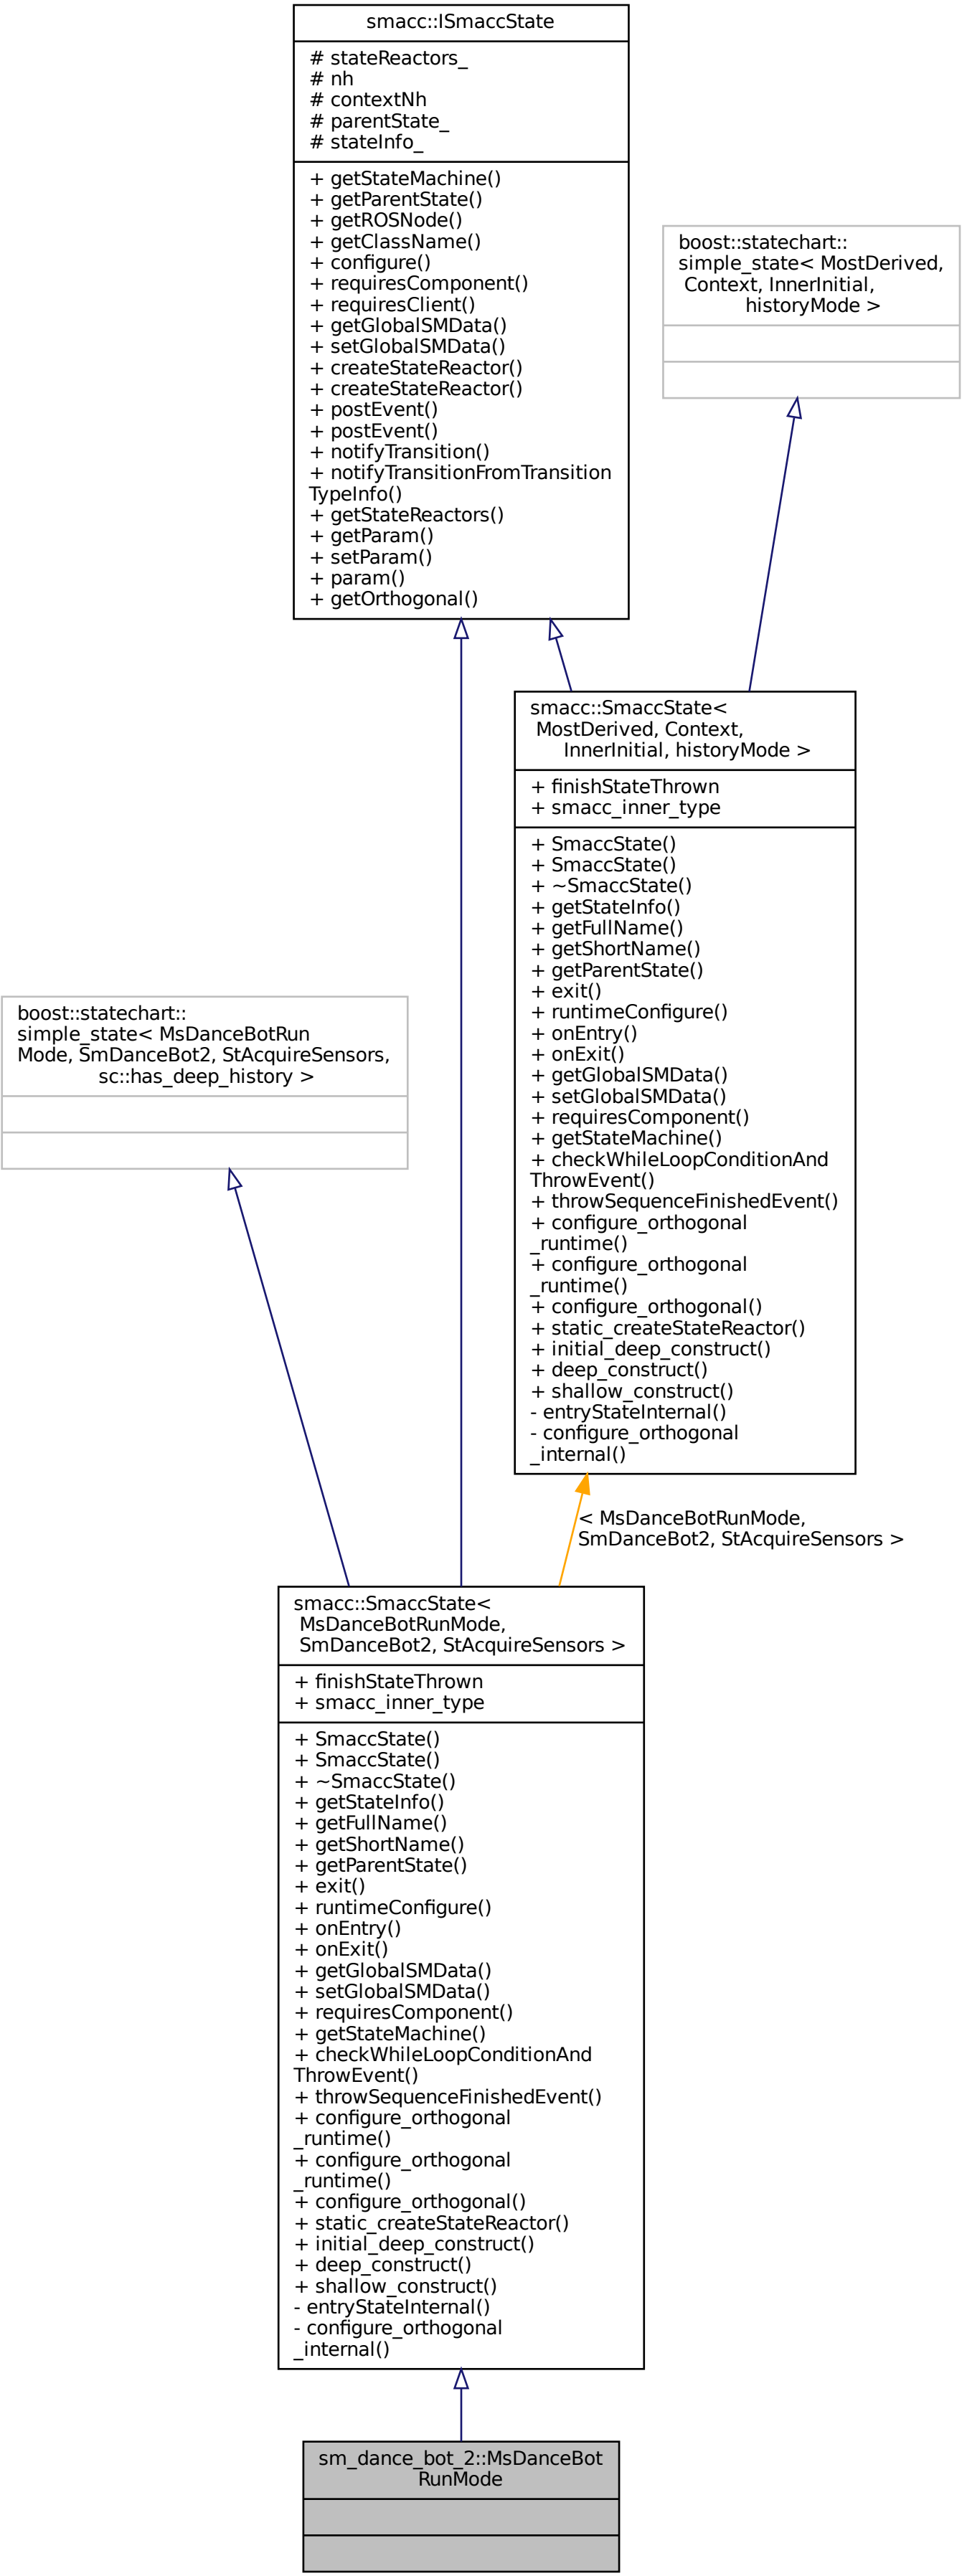 smacc::ISmaccState
# stateReactors_
# nh
# contextNh
# parentState_
# stateInfo_
+ getStateMachine()
+ getParentState()
+ getROSNode()
+ getClassName()
+ configure()
+ requiresComponent()
+ requiresClient()
+ getGlobalSMData()
+ setGlobalSMData()
+ createStateReactor()
+ createStateReactor()
+ postEvent()
+ postEvent()
+ notifyTransition()
+ notifyTransitionFromTransition
TypeInfo()
+ getStateReactors()
+ getParam()
+ setParam()
+ param()
+ getOrthogonal()
boost::statechart::
simple_state< MostDerived,
Context, InnerInitial,
historyMode >
smacc::SmaccState<
MostDerived, Context,
InnerInitial, historyMode >
+ finishStateThrown
+ smacc_inner_type
+ SmaccState()
+ SmaccState()
+ ~SmaccState()
+ getStateInfo()
+ getFullName()
+ getShortName()
+ getParentState()
+ exit()
+ runtimeConfigure()
+ onEntry()
+ onExit()
+ getGlobalSMData()
+ setGlobalSMData()
+ requiresComponent()
+ getStateMachine()
+ checkWhileLoopConditionAnd
ThrowEvent()
+ throwSequenceFinishedEvent()
+ configure_orthogonal
_runtime()
+ configure_orthogonal
_runtime()
+ configure_orthogonal()
+ static_createStateReactor()
+ initial_deep_construct()
+ deep_construct()
+ shallow_construct()
- entryStateInternal()
- configure_orthogonal
_internal()
boost::statechart::
simple_state< MsDanceBotRun
Mode, SmDanceBot2, StAcquireSensors,
sc::has_deep_history >
< MsDanceBotRunMode,
SmDanceBot2, StAcquireSensors >
smacc::SmaccState<
MsDanceBotRunMode,
SmDanceBot2, StAcquireSensors >
+ finishStateThrown
+ smacc_inner_type
+ SmaccState()
+ SmaccState()
+ ~SmaccState()
+ getStateInfo()
+ getFullName()
+ getShortName()
+ getParentState()
+ exit()
+ runtimeConfigure()
+ onEntry()
+ onExit()
+ getGlobalSMData()
+ setGlobalSMData()
+ requiresComponent()
+ getStateMachine()
+ checkWhileLoopConditionAnd
ThrowEvent()
+ throwSequenceFinishedEvent()
+ configure_orthogonal
_runtime()
+ configure_orthogonal
_runtime()
+ configure_orthogonal()
+ static_createStateReactor()
+ initial_deep_construct()
+ deep_construct()
+ shallow_construct()
- entryStateInternal()
- configure_orthogonal
_internal()
sm_dance_bot_2::MsDanceBot
RunMode